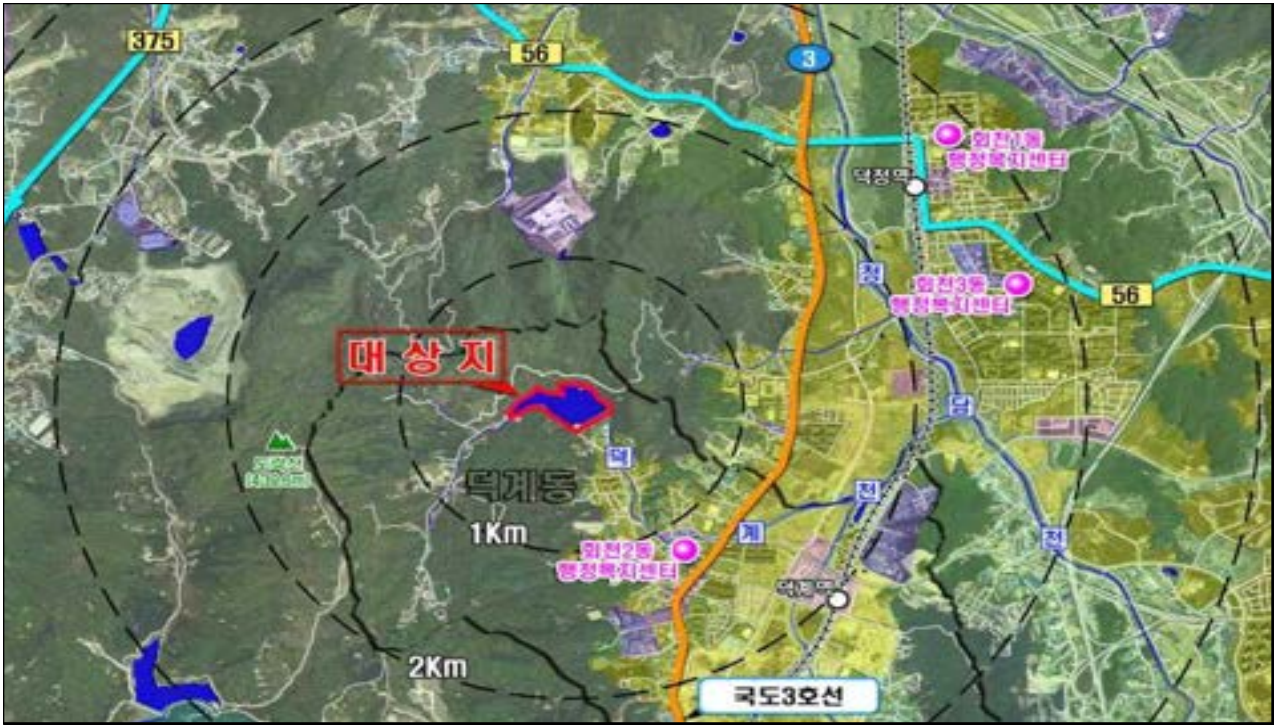 375
56
3
회천1동
행정복지센터
덕정역
청
회천3동
행정복지센터
56
대 상 지
담
덕
덕계동
천
1Km
회천2동
행정복지센터
계
천
덕계역
2Km
국도3호선